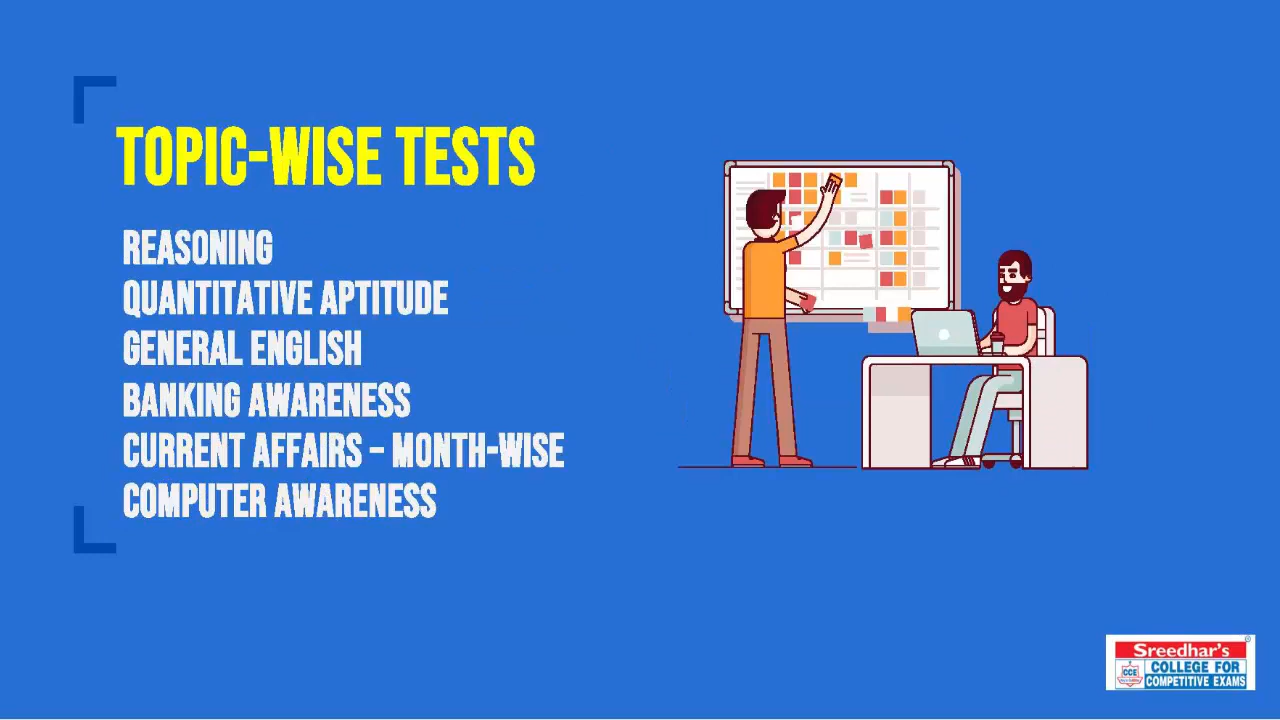 TOPIC-WISE TESTS
REASONING
QUANTITATIVE APTITUDE
GENERAL ENGLISH
BANKING AWARENESS
CURRENT AFFAIRS – MONTH-WISE
COMPUTER AWARENESS
®
Sreedhar's
CCE
COLLEGE FOR
COMPETITIVE EXAMS